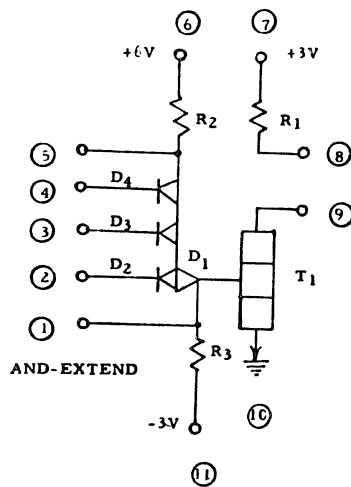 6 7
+6V +3V
R2 R1
5 8
4 D4
9
3 D3 D1
2 D2 T1
1
AND-EXTEND R3
-3V 10
11